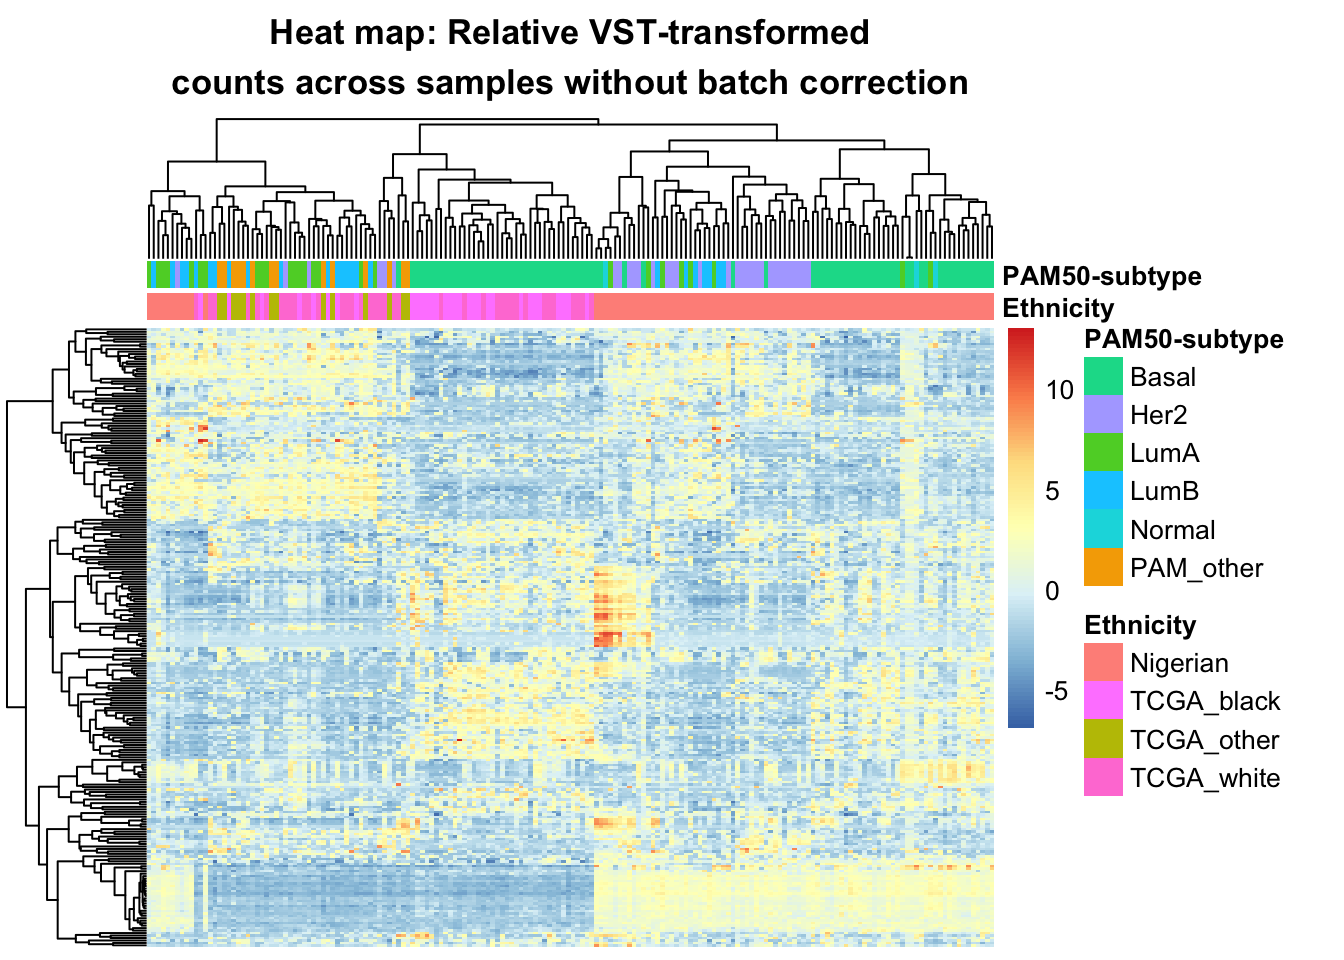 Heat map: Relative VST-transformed
counts across samples without batch correction
PAM50-subtype
Ethnicity
PAM50-subtype
Basal
Her2
LumA
LumB
Normal
PAM_other
Ethnicity
Nigerian
TCGA_black
TCGA_other
TCGA_white
10
5
0
-5